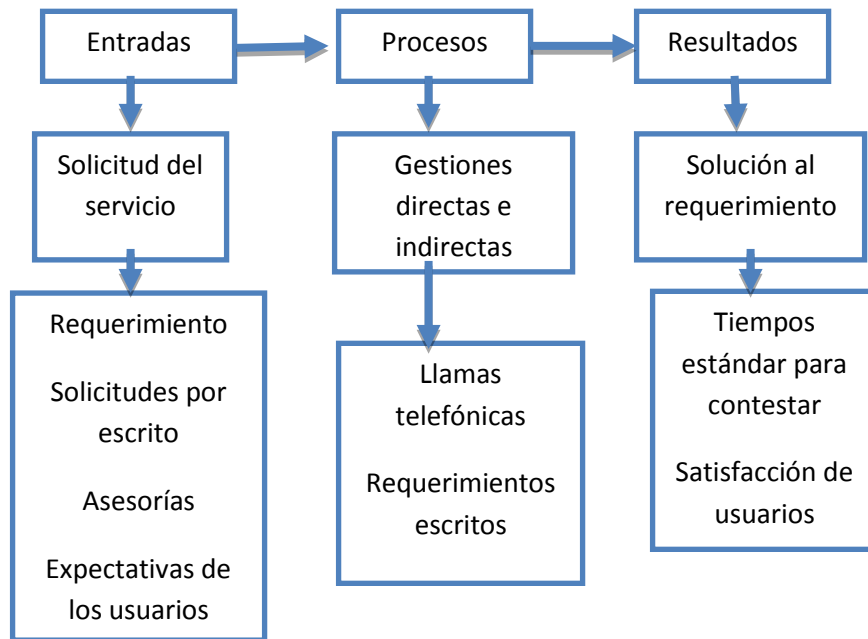 Entradas
Procesos
Resultados
Solicitud del
servicio
Gestiones
directas e
indirectas
Solución al
requerimiento
Requerimiento
Solicitudes por
escrito
Asesorías
Expectativas de
los usuarios
Llamas
telefónicas
Requerimientos
escritos
Tiempos
estándar para
contestar
Satisfacción de
usuarios